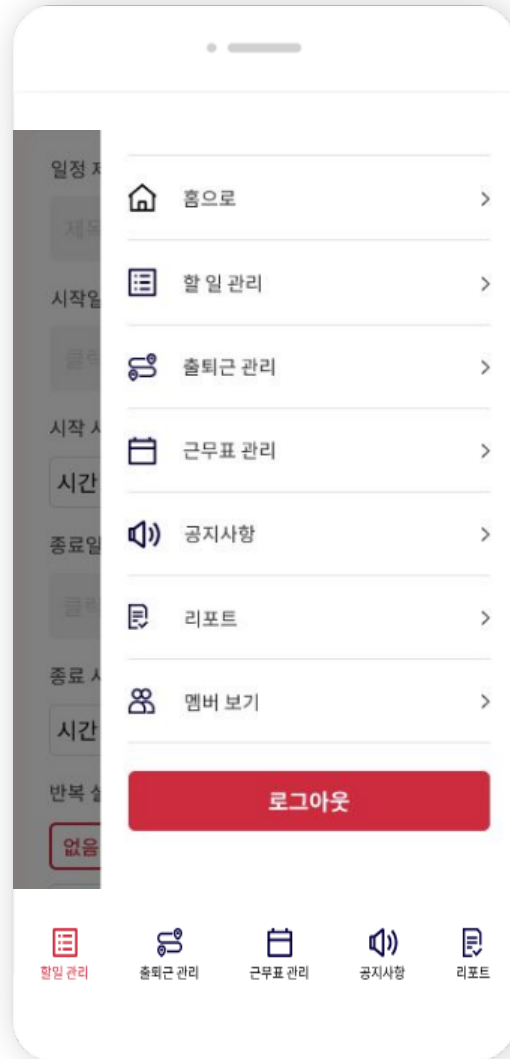 일정
홈으로
할 일 관리
시작일
출퇴근 관리
시작
근무표 관리
시간
공지사항
종료일
리포트
종료
멤버 보기
시간
반복
로그아웃
없음
할일 관리
출퇴근 관리
근무표 관리
공지사항
리포트